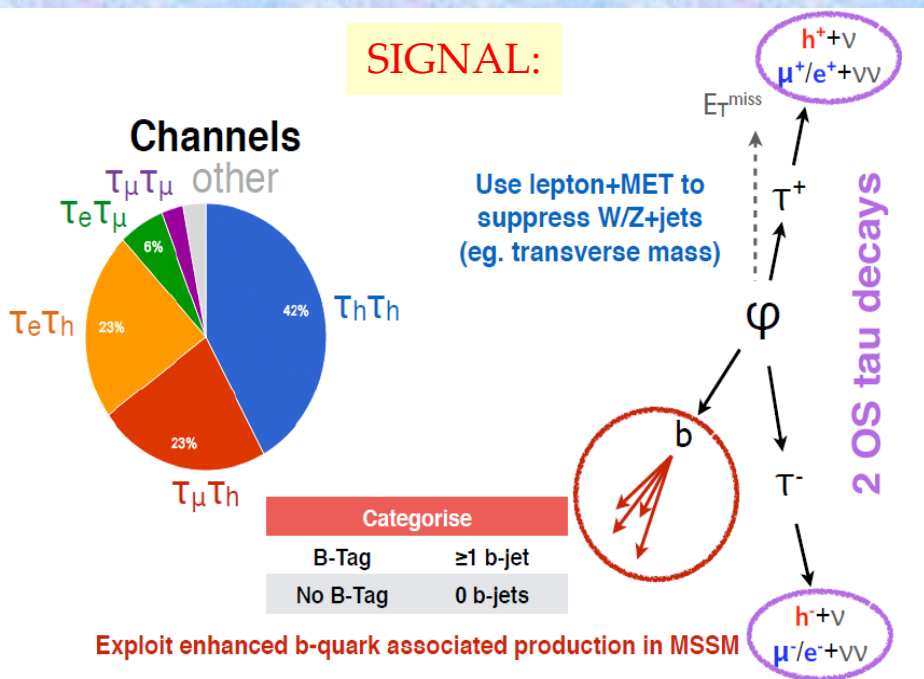 SIGNAL:
Channels
τμτμ other
τeτμ
6%
42%
τhτh
τeτh
23%
23%
τμτh
Use lepton+MET to
suppress W/Z+jets
(eg. transverse mass)
h⁺+ν
μ⁺/e⁺+νν
E_T^miss
τ⁺
φ
b
τ⁻
2 OS tau decays
Categorise
B-Tag ≥1 b-jet
No B-Tag 0 b-jets
h⁻+ν
μ⁻/e⁻+νν
Exploit enhanced b-quark associated production in MSSM